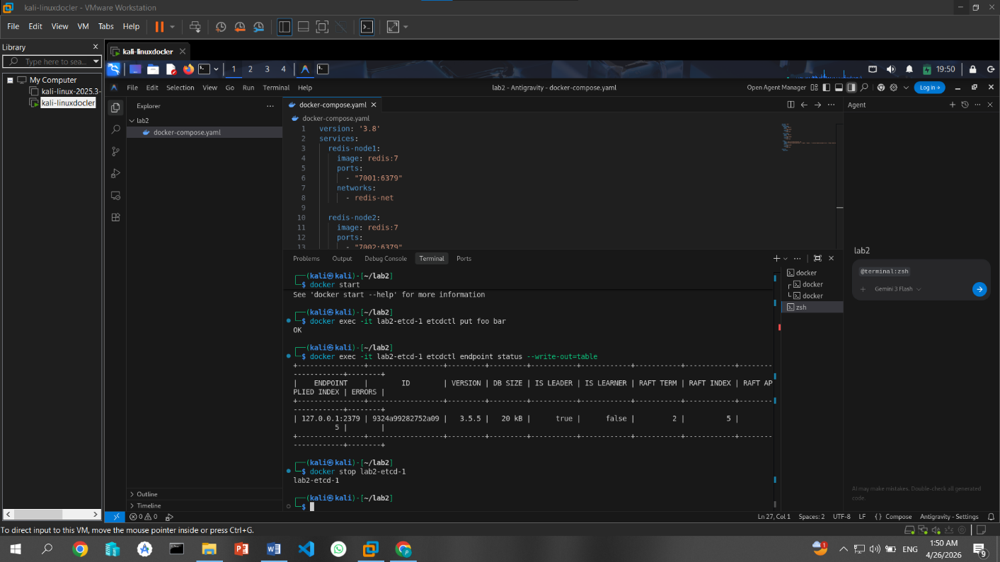 kali-linuxdocler - VMware Workstation
File Edit View VM Tabs Help
Library
Type here to sea...
My Computer
kali-linux-2025.3-
kali-linuxdocler
kali-linuxdocler
1 2 3 4
19:50
File Edit Selection View Go Run Terminal Help
lab2 - Antigravity - docker-compose.yaml
Open Agent Manager
Log in
Explorer
lab2
docker-compose.yaml
Outline
Timeline
docker-compose.yaml
docker-compose.yaml
1 version: '3.8'
2 services:
3 redis-node1:
4 image: redis:7
5 ports:
6 - "7001:6379"
7 networks:
8 - redis-net
9
10 redis-node2:
11 image: redis:7
12 ports:
13 - "7002:6379"
Problems Output Debug Console Terminal Ports
┌──(kali㉿kali)-[~/lab2]
└─$ docker start
See 'docker start --help' for more information
┌──(kali㉿kali)-[~/lab2]
└─$ docker exec -it lab2-etcd-1 etcdctl put foo bar
OK
┌──(kali㉿kali)-[~/lab2]
└─$ docker exec -it lab2-etcd-1 etcdctl endpoint status --write-out=table
| ENDPOINT | ID | VERSION | DB SIZE | IS LEADER | IS LEARNER | RAFT TERM | RAFT INDEX | RAFT AP
PLIED INDEX | ERRORS |
| 127.0.0.1:2379 | 9324a99282752a09 | 3.5.5 | 20 kB | true | false | 2 | 5 |
5 | |
┌──(kali㉿kali)-[~/lab2]
└─$ docker stop lab2-etcd-1
lab2-etcd-1
┌──(kali㉿kali)-[~/lab2]
└─$
docker
docker
docker
zsh
Agent
lab2
@terminal:zsh
Gemini 3 Flash
AI may make mistakes. Double-check all generated
code.
0 0
Ln 27, Col 1 Spaces: 2 UTF-8 LF {} Compose Antigravity - Settings
To direct input to this VM, move the mouse pointer inside or press Ctrl+G.
1
ENG
1:50 AM
4/26/2026
9